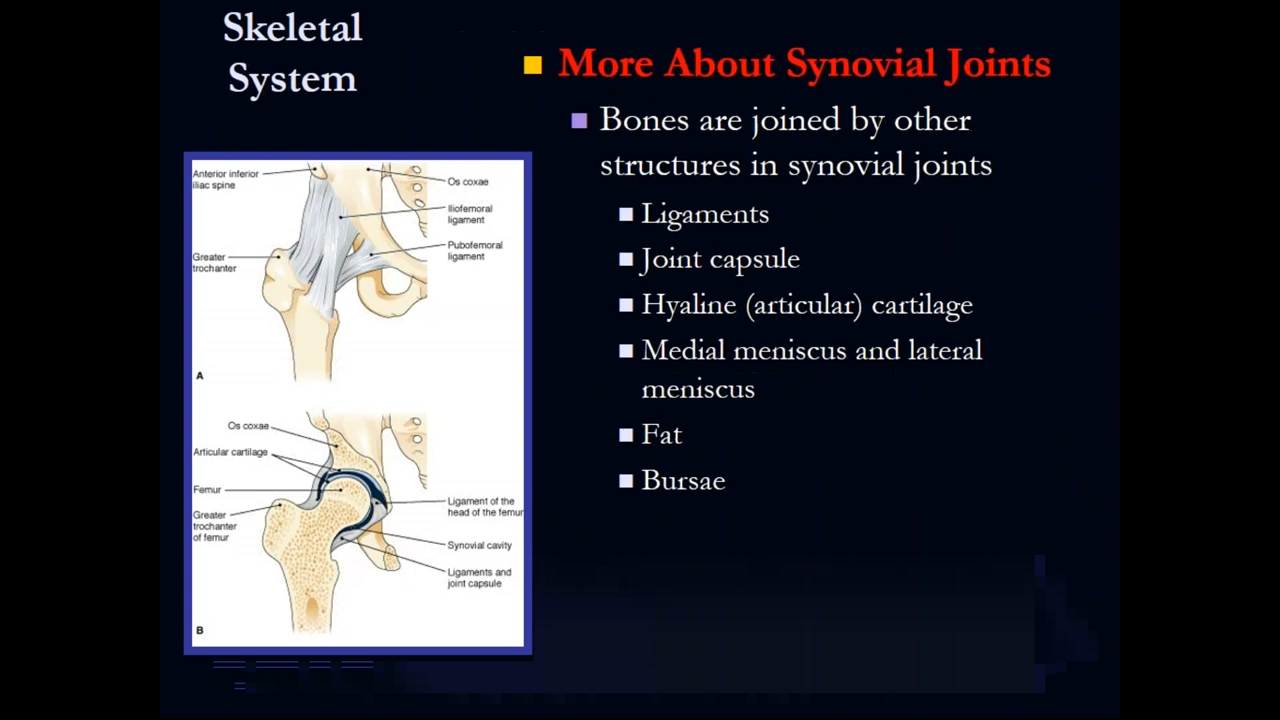 Skeletal
System
More About Synovial Joints
Bones are joined by other
structures in synovial joints
Ligaments
Joint capsule
Hyaline (articular) cartilage
Medial meniscus and lateral
meniscus
Fat
Bursae
Anterior inferior
iliac spine
Os coxae
Iliofemoral
ligament
Pubofemoral
ligament
Greater
trochanter
A
Os coxae
Articular cartilage
Femur
Greater
trochanter
of femur
Ligament of the
head of the femur
Synovial cavity
Ligaments and
joint capsule
B